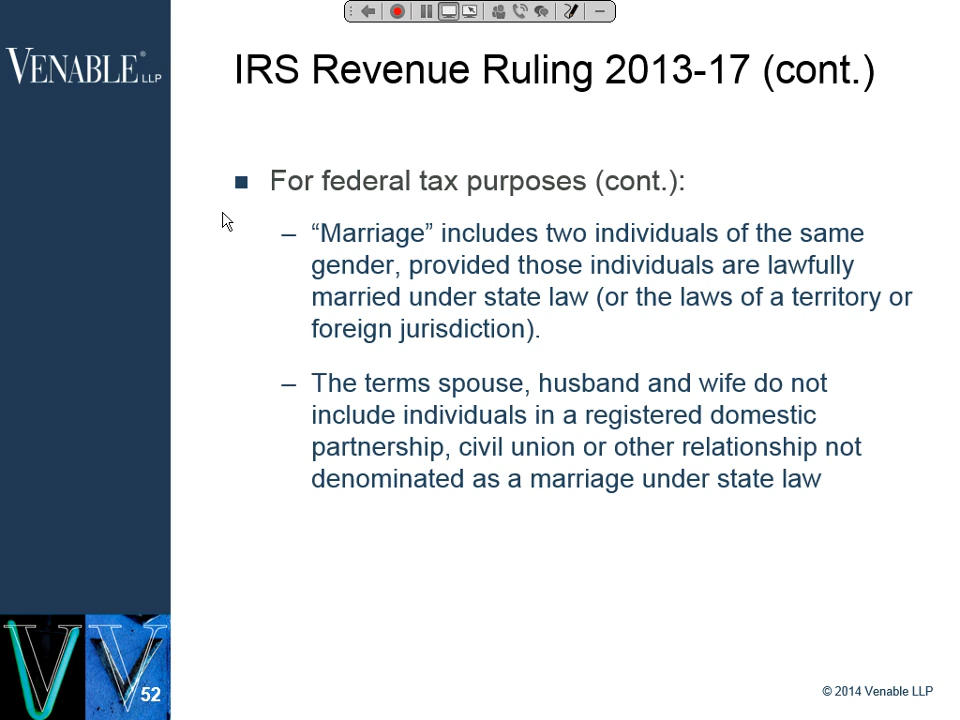 VENABLE® LLP
IRS Revenue Ruling 2013-17 (cont.)
■ For federal tax purposes (cont.):
– “Marriage” includes two individuals of the same
gender, provided those individuals are lawfully
married under state law (or the laws of a territory or
foreign jurisdiction).
– The terms spouse, husband and wife do not
include individuals in a registered domestic
partnership, civil union or other relationship not
denominated as a marriage under state law
52
© 2014 Venable LLP